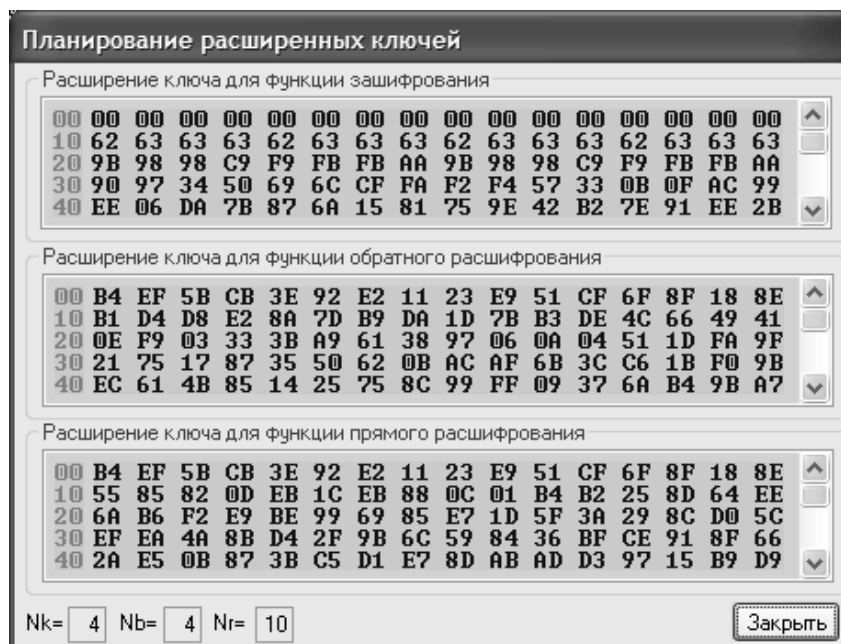 Планирование расширенных ключей
Расширение ключа для функции зашифрования
00 00 00 00 00 00 00 00 00 00 00 00 00 00 00 00 00
10 62 63 63 63 62 63 63 63 62 63 63 63 62 63 63 63
20 9B 98 98 C9 F9 FB FB AA 9B 98 98 C9 F9 FB FB AA
30 90 97 34 50 69 6C CF FA F2 F4 57 33 0B 0F AC 99
40 EE 06 DA 7B 87 6A 15 81 75 9E 42 B2 7E 91 EE 2B
Расширение ключа для функции обратного расшифрования
00 B4 EF 5B CB 3E 92 E2 11 23 E9 51 CF 6F 8F 18 8E
10 B1 D4 D8 E2 8A 7D B9 DA 1D 7B B3 DE 4C 66 49 41
20 0E F9 03 33 3B A9 61 38 97 06 0A 04 51 1D FA 9F
30 21 75 17 87 35 50 62 0B AC AF 6B 3C C6 1B F0 9B
40 EC 61 4B 85 14 25 75 8C 99 FF 09 37 6A B4 9B A7
Расширение ключа для функции прямого расшифрования
00 B4 EF 5B CB 3E 92 E2 11 23 E9 51 CF 6F 8F 18 8E
10 55 85 82 0D EB 1C EB 88 0C 01 B4 B2 25 8D 64 EE
20 6A B6 F2 E9 BE 99 69 85 E7 1D 5F 3A 29 8C D0 5C
30 EF EA 4A 8B D4 2F 9B 6C 59 84 36 BF CE 91 8F 66
40 2A E5 0B 87 3B C5 D1 E7 8D AB AD D3 97 15 B9 D9
Nk= 4 Nb= 4 Nr= 10 Закрыть